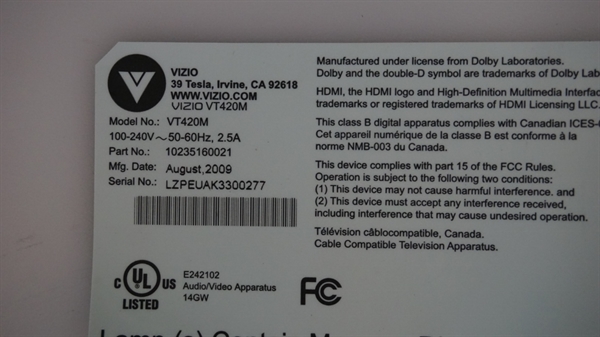 VIZIO
39 Tesla, Irvine, CA 92618
WWW.VIZIO.COM
VIZIO VT420M
Model No.: VT420M
100-240V～50-60Hz, 2.5A
Part No.: 10235160021
Mfg. Date: August,2009
Serial No.: LZPEUAK3300277
Manufactured under license from Dolby Laboratories.
Dolby and the double-D symbol are trademarks of Dolby Lab
HDMI, the HDMI logo and High-Definition Multimedia Interfac
trademarks or registered trademarks of HDMI Licensing LLC.
This class B digital apparatus complies with Canadian ICES-
Cet appareil numérique de la classe B est conforme à la
norme NMB-003 du Canada.
This device complies with part 15 of the FCC Rules.
Operation is subject to the following two conditions:
(1) This device may not cause harmful interference. and
(2) This device must accept any interference received,
including interference that may cause undesired operation.
Télévision câblocompatible, Canada.
Cable Compatible Television Apparatus.
C UL US
LISTED
E242102
Audio/Video Apparatus
14GW
FC
Lamp (s) Contain